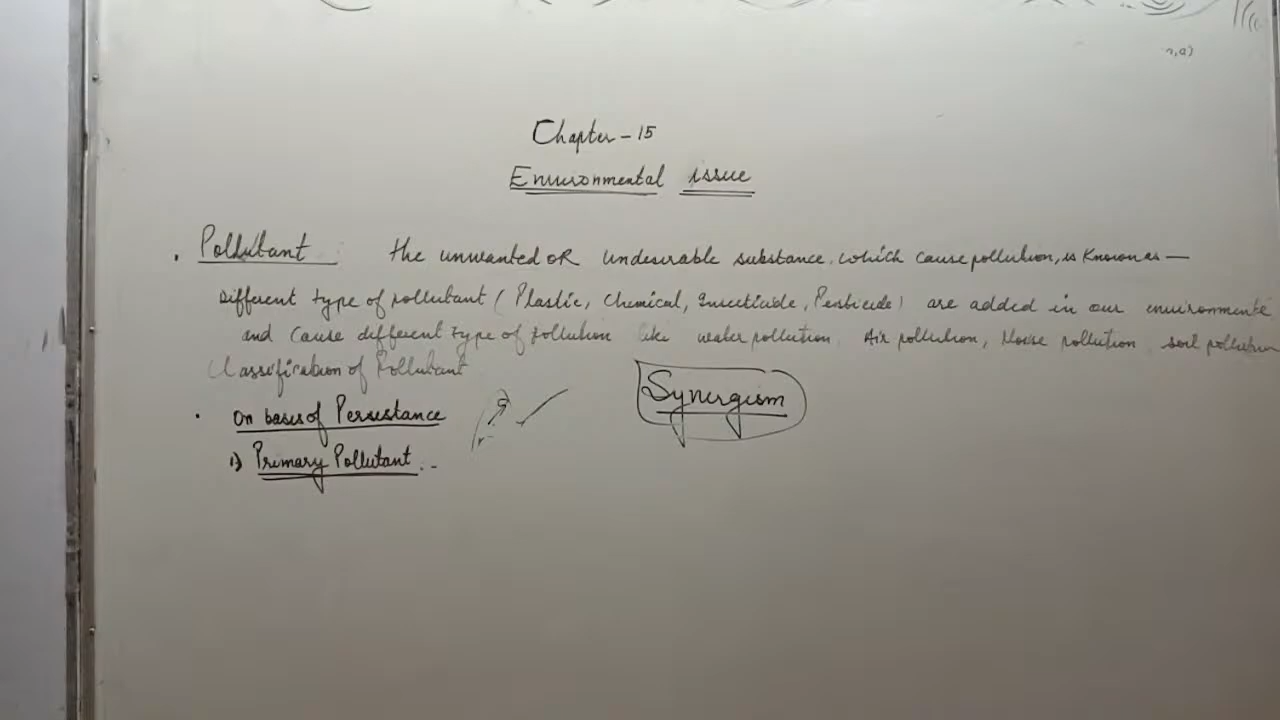 Chapter - 15
Environmental issue
. Pollutant : the unwanted OR undesirable substance. which cause pollution, is known as —
Different type of pollutant ( Plastic, Chemical, Insecticide, Pesticide ) are added in our environmente
and cause different type of pollution like water pollution, Air pollution, Noise pollution soil pollution
Classification of Pollutant
Synergism
. On basis of Persistance
1) Primary Pollutant : -